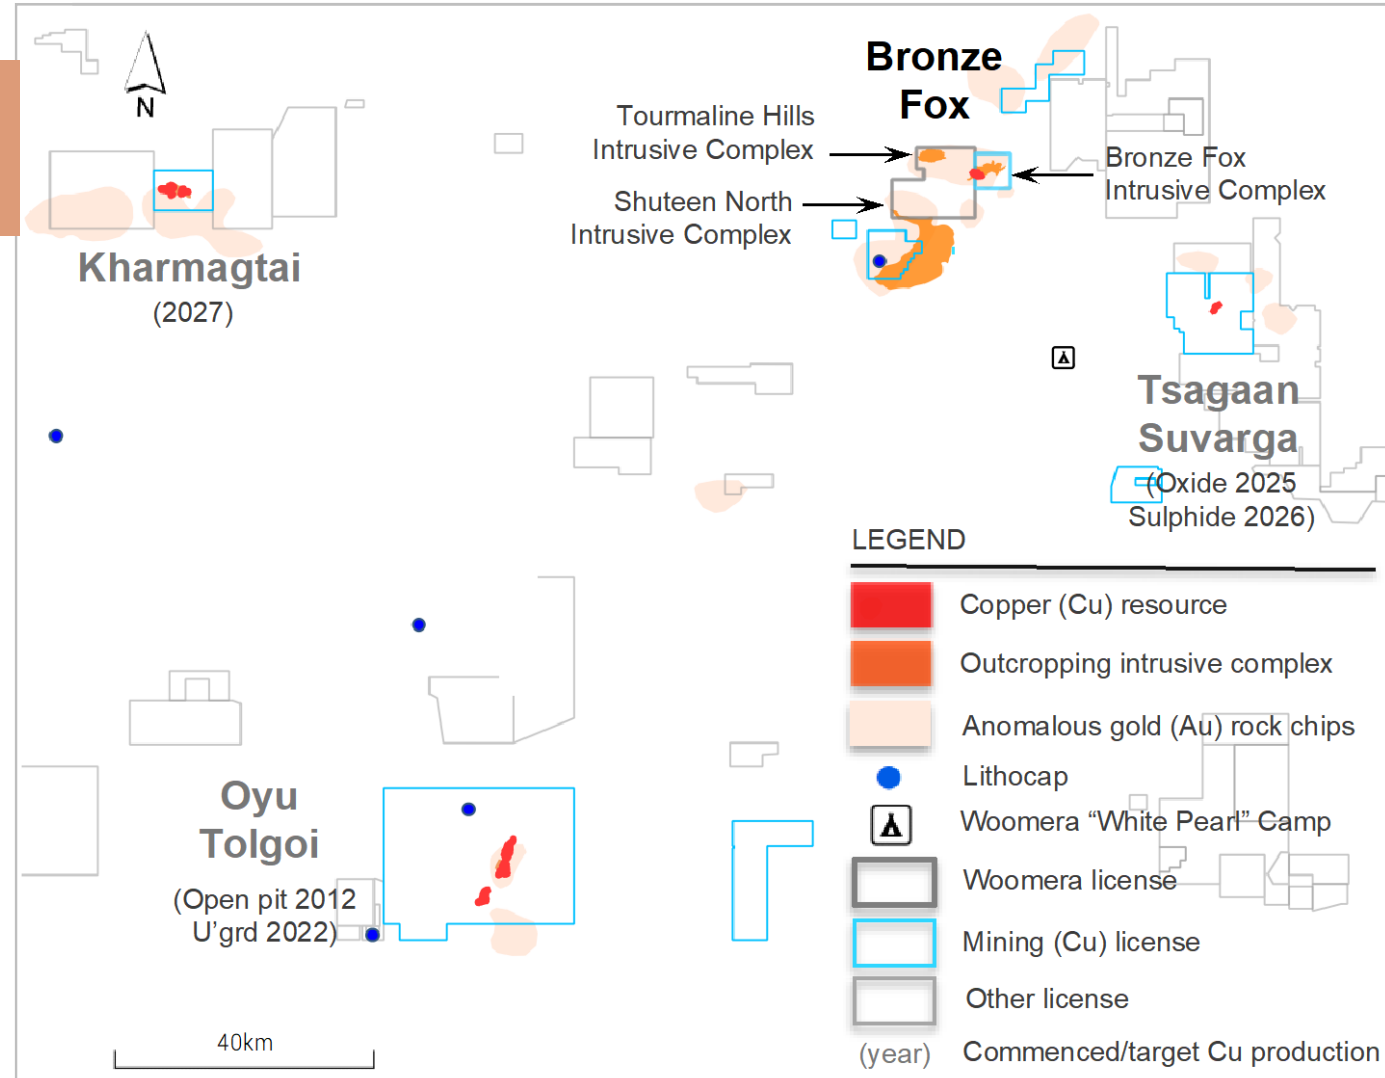 N
Bronze
Fox
Tourmaline Hills
Intrusive Complex
Bronze Fox
Intrusive Complex
Shuteen North
Intrusive Complex
Kharmagtai
(2027)
Tsagaan
Suvarga
(Oxide 2025
Sulphide 2026)
Oyu
Tolgoi
(Open pit 2012
U'grd 2022)
40km
LEGEND
Copper (Cu) resource
Outcropping intrusive complex
Anomalous gold (Au) rock chips
Lithocap
Woomera “White Pearl” Camp
Woomera license
Mining (Cu) license
Other license
(year) Commenced/target Cu production